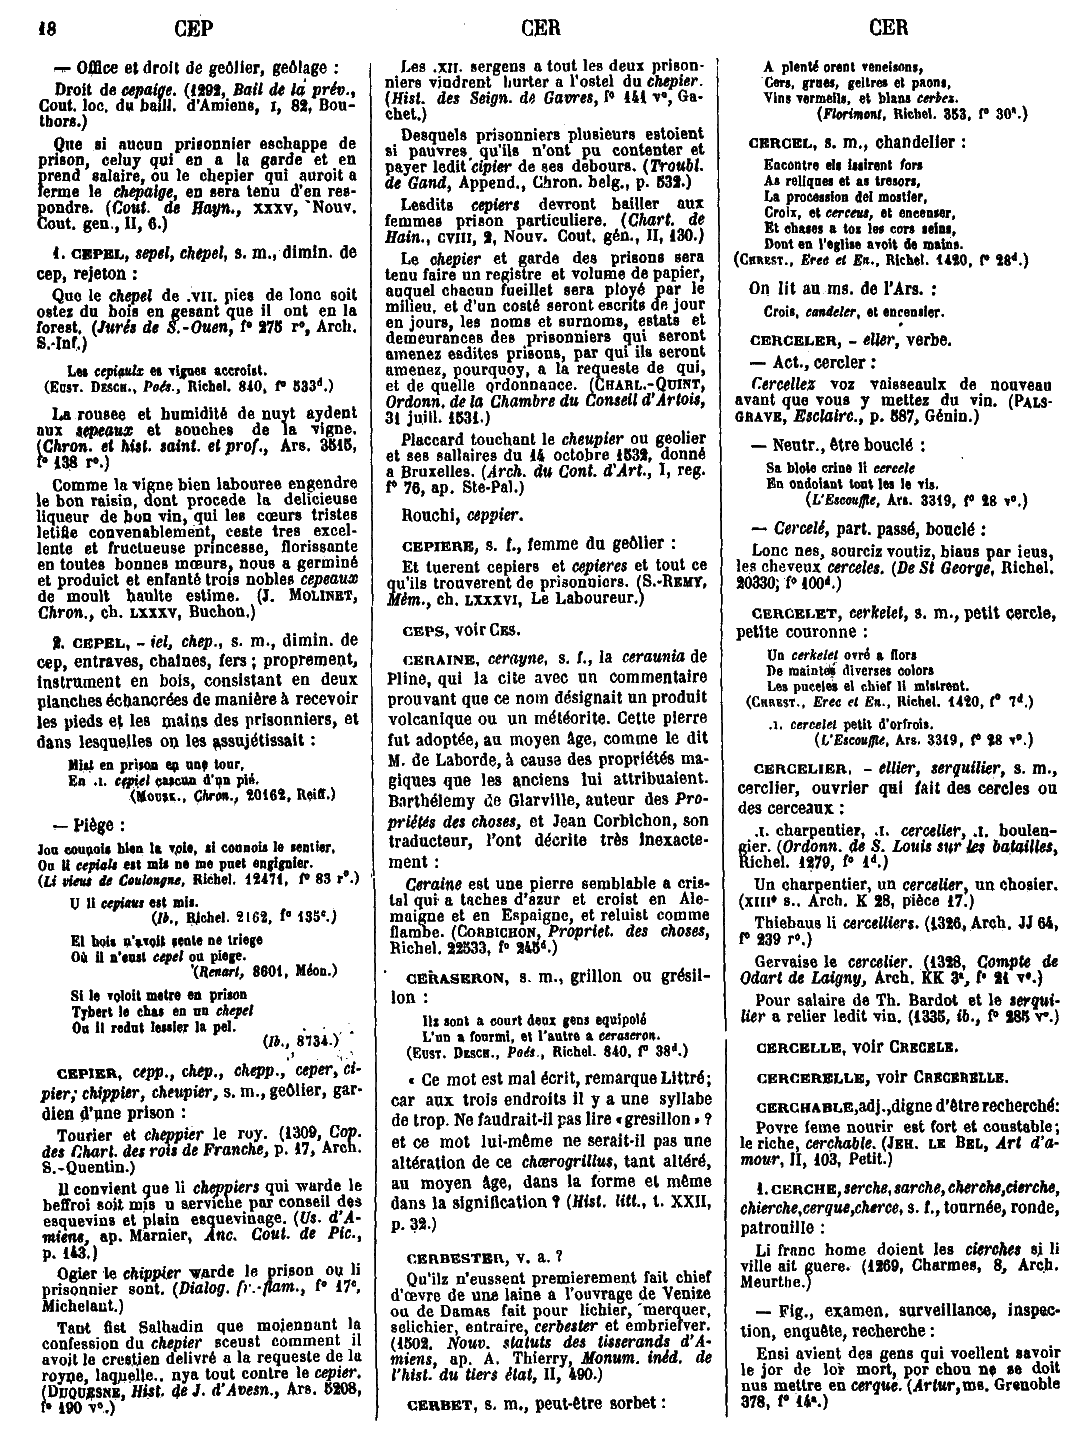 18 CEP CER CER
— Office et droit de geôlier, geôlage :
Droit de cepaige. (1292, Bail de la prév.,
Cout. loc. du baill. d'Amiens, I, 82, Bou-
thors.)
Que si aucun prisonnier eschappe de
prison, celuy qui en a la garde et en
prend salaire, ou le chepier qui auroit a
ferme le chepaige, en sera tenu d'en res-
pondre. (Cout. de Hayn., XXXV, Nouv.
Cout. gen., II, 6.)
1. CEPEL, sepel, chepel, s. m., dimin. de
cep, rejeton :
Que le chepel de .VII. pies de lonc soit
ostez du bois en gesant que il ont en la
forest. (Jurés de S.-Ouen, f° 275 r°, Arch.
S.-Inf.)
Les cepiaulx es vignes accroist.
(EUST. DESCH., Poés., Richel. 840, f° 533d.)
La rousee et humidité de nuyt aydent
aux sepeaux et souches de la vigne.
(Chron. et hist. saint. et prof., Ars. 3515,
f° 138 r°.)
Comme la vigne bien labouree engendre
le bon raisin, dont procede la delicieuse
liqueur de bon vin, qui les cœurs tristes
letifie convenablement, ceste tres excel-
lente et fructueuse princesse, florissante
en toutes bonnes mœurs, nous a germiné
et produict et enfanté trois nobles cepeaux
de moult haulte estime. (J. MOLINET,
Chron., ch. LXXXV, Buchon.)
2. CEPEL, - iel, chep., s. m., dimin. de
cep, entraves, chaînes, fers ; proprement,
instrument en bois, consistant en deux
planches échancrées de manière à recevoir
les pieds et les mains des prisonniers, et
dans lesquelles on les assujétissait :
Mist en prison en une tour,
En .I. cepiel cascun d'un pié.
(MOUSK., Chron., 20162, Reiff.)
— Piège :
Jou counois bien la voie, si connois le sentier,
Ou li cepials est mis ne me puet engignier.
(Li vieus de Coulongne, Richel. 12471, f° 83 r°.)
U li cepiaus est mis.
(Ib., Richel. 2162, f° 135c.)
El bois n'avoit sente ne triege
Où il n'eust cepel ou piege.
(Renart, 8601, Méon.)
Si le voloit metre en prison
Tybert le chas en un chepel
Ou il redut lessier la pel.
(Ib., 8734.)
CEPIER, cepp., chep., chepp., ceper, ci-
pier; chippier, cheupier, s. m., geôlier, gar-
dien d'une prison :
Tourier et cheppier le roy. (1309, Cop.
des Chart. des rois de Franche, p. 17, Arch.
S.-Quentin.)
Il convient que li cheppiers qui warde le
beffroi soit mis u serviche par conseil des
esquevins et plain esquevinage. (Us. d'A-
miens, ap. Marnier, Anc. Cout. de Pic.,
p. 143.)
Ogier le chippier warde le prison ou li
prisonnier sont. (Dialog. fr.-flam., f° 17c,
Michelant.)
Tant fist Salhadin que mojennant la
confession du chepier sceust comment il
avoit le crestien delivré a la requeste de la
royne, laquelle.. nya tout contre le cepier.
(DUQUESNE, Hist. de J. d'Avesn., Ars. 5208,
f° 190 v°.)
Les .XII. sergens a tout les deux prison-
niers vindrent hurter a l'ostel du chepier.
(Hist. des Seign. de Gavres, f° 141 v°, Ga-
chet.)
Desquels prisonniers plusieurs estoient
si pauvres qu'ils n'ont pu contenter et
payer ledit cipier de ses debours. (Troubl.
de Gand, Append., Chron. belg., p. 532.)
Lesdits cepiers devront bailler aux
femmes prison particuliere. (Chart. de
Hain., CVIII, 2, Nouv. Cout. gén., II, 130.)
Le chepier et garde des prisons sera
tenu faire un registre et volume de papier,
auquel chacun fueillet sera ployé par le
milieu, et d'un costé seront escrits de jour
en jours, les noms et surnoms, estats et
demeurances des prisonniers qui seront
amenez esdites prisons, par qui ils seront
amenez, pourquoy, a la requeste de qui,
et de quelle ordonnance. (CHARL.-QUINT,
Ordonn. de la Chambre du Conseil d'Artois,
31 juill. 1531.)
Placcard touchant le cheupier ou geolier
et ses sallaires du 14 octobre 1532, donné
a Bruxelles. (Arch. du Cont. d'Art., I, reg.
f° 76, ap. Ste-Pal.)
Rouchi, ceppier.
CEPIERE, s. f., femme du geôlier :
Et tuerent cepiers et cepieres et tout ce
qu'ils trouverent de prisonniers. (S.-REMY,
Mém., ch. LXXXVI, Le Laboureur.)
CEPS, voir CES.
CERAINE, cerayne, s. f., la ceraunia de
Pline, qui la cite avec un commentaire
prouvant que ce nom désignait un produit
volcanique ou un météorite. Cette pierre
fut adoptée, au moyen âge, comme le dit
M. de Laborde, à cause des propriétés ma-
giques que les anciens lui attribuaient.
Barthélemy de Glarville, auteur des Pro-
priétés des choses, et Jean Corbichon, son
traducteur, l'ont décrite très inexacte-
ment :
Ceraine est une pierre semblable a cris-
tal qui a taches d'azur et croist en Ale-
maigne et en Espaigne, et reluist comme
flambe. (CORBICHON, Propriet. des choses,
Richel. 22533, f° 245d.)
CERASERON, s. m., grillon ou grésil-
lon :
Ilz sont a court deux gens equipolé
L'un a fourmi, et l'autre a ceraseron.
(EUST. DESCH., Poés., Richel. 840, f° 38d.)
« Ce mot est mal écrit, remarque Littré;
car aux trois endroits il y a une syllabe
de trop. Ne faudrait-il pas lire « gresillon » ?
et ce mot lui-même ne serait-il pas une
altération de ce chœrogrillus, tant altéré,
au moyen âge, dans la forme et même
dans la signification ? (Hist. litt., t. XXII,
p. 32.)
CERBESTER, v. a. ?
Qu'ilz n'eussent premierement fait chief
d'œvre de une laine a l'ouvrage de Venize
ou de Damas fait pour lichier, merquer,
selichier, entraire, cerbester et embriefver.
(1502. Nouv. statuts des tisserands d'A-
miens, ap. A. Thierry, Monum. inéd. de
l'hist. du tiers état, II, 490.)
CERBET, s. m., peut-être sorbet :
A plenté orent veneisons,
Cers, grues, geltres et paons,
Vins vermeils, et blans cerbez.
(Florimont, Richel. 353, f° 30a.)
CERCEL, s. m., chandelier :
Encontre els issirent fors
As reliques et as tresors,
La procession del mostier,
Croix, et cerceus, et encenser,
Et chases a toz les cors seins,
Dont en l'eglise avoit de mains.
(CHREST., Erec et En., Richel. 1420, f° 28d.)
On lit au ms. de l'Ars. :
Crois, candeler, et encensier.
CERCELER, - eller, verbe.
— Act., cercler :
Cercellez voz vaisseaulx de nouveau
avant que vous y mettez du vin. (PALS-
GRAVE, Esclairc., p. 587, Génin.)
— Neutr., être bouclé :
Sa bloie crine li cercele
En ondoiant tout les le vis.
(L'Escouffle, Ars. 3319, f° 28 v°.)
— Cercelé, part. passé, bouclé :
Lonc nes, sourciz voutiz, biaus par ieus,
les cheveux cerceles. (De St George, Richel.
20330; f° 100d.)
CERCELET, cerkelet, s. m., petit cercle,
petite couronne :
Un cerkelet ovré a flors
De maintes diverses colors
Les puceles el chief li mistrent.
(CHREST., Erec et En., Richel. 1420, f° 7d.)
.I. cercelet petit d'orfrois.
(L'Escouffle, Ars. 3319, f° 28 v°.)
CERCELIER, - ellier, serquilier, s. m.,
cerclier, ouvrier qui fait des cercles ou
des cerceaux :
.I. charpentier, .I. cercelier, .I. boulen-
gier. (Ordonn. de S. Louis sur les batailles,
Richel. 1279, f° 1d.)
Un charpentier, un cercelier, un chosier.
(XIIIe s., Arch. K 28, pièce 17.)
Thiebaus li cercelliers. (1326, Arch. JJ 64,
f° 239 r°.)
Gervaise le cercelier. (1328, Compte de
Odart de Laigny, Arch. KK 3a, f° 21 v°.)
Pour salaire de Th. Bardot et le serqui-
lier a relier ledit vin. (1335, ib., f° 285 v°.)
CERCELLE, voir CRECELE.
CERCERELLE, voir CRECERELLE.
CERCHABLE, adj., digne d'être recherché:
Povre feme nourir est fort et coustable;
le riche, cerchable. (JEH. LE BEL, Art d'a-
mour, II, 103, Petit.)
1. CERCHE, serche, sarche, cherche, cierche,
chierche, cerque, cherce, s. f., tournée, ronde,
patrouille :
Li franc home doient les cierches si li
ville ait guere. (1269, Charmes, 8, Arch.
Meurthe.)
— Fig., examen, surveillance, inspec-
tion, enquête, recherche :
Ensi avient des gens qui voellent savoir
le jor de lor mort, por chou ne se doit
nus mettre en cerque. (Artur, ms. Grenoble
378, f° 14a.)